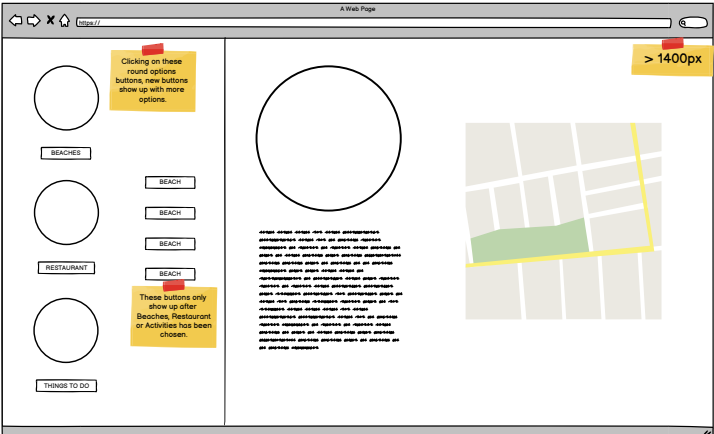 A Web Page
https://
> 1400px
Clicking on these
round options
buttons, new buttons
show up with more
options.
BEACHES
BEACH
BEACH
BEACH
BEACH
RESTAURANT
These buttons only
show up after
Beaches, Restaurant
or Activities has been
chosen.
THINGS TO DO